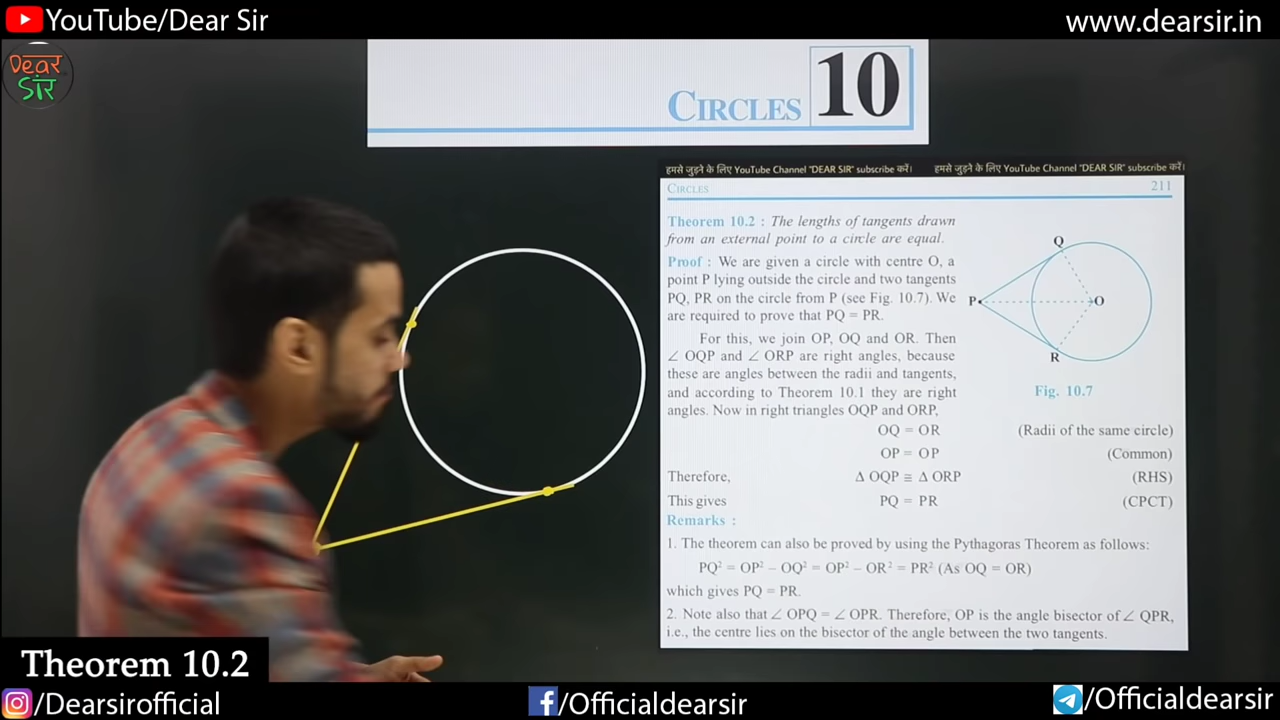 YouTube/Dear Sir
www.dearsir.in
Dear
सिर
CIRCLES 10
हमसे जुड़ने के लिए YouTube Channel "DEAR SIR" subscribe करें। हमसे जुड़ने के लिए YouTube Channel "DEAR SIR" subscribe करें।
CIRCLES 211
Theorem 10.2 : The lengths of tangents drawn
from an external point to a circle are equal.
Proof : We are given a circle with centre O, a
point P lying outside the circle and two tangents
PQ, PR on the circle from P (see Fig. 10.7). We
are required to prove that PQ = PR.
For this, we join OP, OQ and OR. Then
∠ OQP and ∠ ORP are right angles, because
these are angles between the radii and tangents,
and according to Theorem 10.1 they are right
angles. Now in right triangles OQP and ORP,
Q
P
O
R
Fig. 10.7
OQ = OR (Radii of the same circle)
OP = OP (Common)
Therefore, Δ OQP ≅ Δ ORP (RHS)
This gives PQ = PR (CPCT)
Remarks :
1. The theorem can also be proved by using the Pythagoras Theorem as follows:
PQ² = OP² – OQ² = OP² – OR² = PR² (As OQ = OR)
which gives PQ = PR.
2. Note also that ∠ OPQ = ∠ OPR. Therefore, OP is the angle bisector of ∠ QPR,
i.e., the centre lies on the bisector of the angle between the two tangents.
Theorem 10.2
/Dearsirofficial
/Officialdearsir
/Officialdearsir